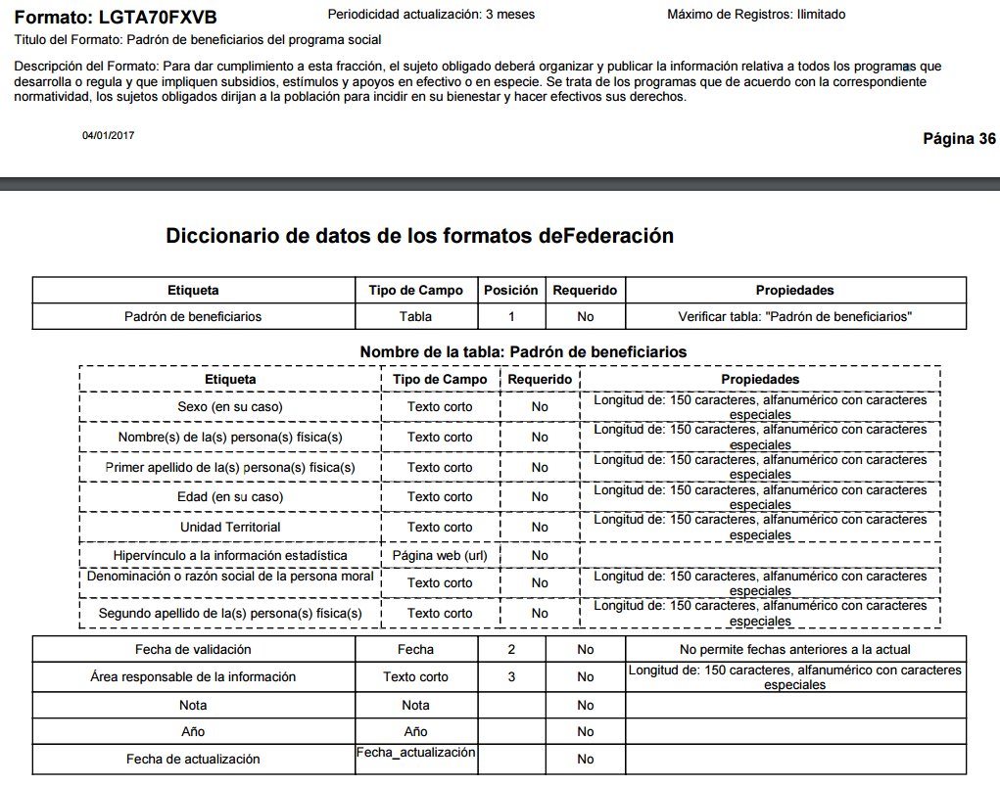 Formato: LGTA70FXVB Periodicidad actualización: 3 meses Máximo de Registros: Ilimitado
Titulo del Formato: Padrón de beneficiarios del programa social
Descripción del Formato: Para dar cumplimiento a esta fracción, el sujeto obligado deberá organizar y publicar la información relativa a todos los programas que
desarrolla o regula y que impliquen subsidios, estímulos y apoyos en efectivo o en especie. Se trata de los programas que de acuerdo con la correspondiente
normatividad, los sujetos obligados dirijan a la población para incidir en su bienestar y hacer efectivos sus derechos.
04/01/2017
Página 36
Diccionario de datos de los formatos deFederación
Etiqueta Tipo de Campo Posición Requerido Propiedades
Padrón de beneficiarios Tabla 1 No Verificar tabla: "Padrón de beneficiarios"
Nombre de la tabla: Padrón de beneficiarios
Etiqueta Tipo de Campo Requerido Propiedades
Sexo (en su caso) Texto corto No Longitud de: 150 caracteres, alfanumérico con caracteres
especiales
Nombre(s) de la(s) persona(s) física(s) Texto corto No Longitud de: 150 caracteres, alfanumérico con caracteres
especiales
Primer apellido de la(s) persona(s) física(s) Texto corto No Longitud de: 150 caracteres, alfanumérico con caracteres
especiales
Edad (en su caso) Texto corto No Longitud de: 150 caracteres, alfanumérico con caracteres
especiales
Unidad Territorial Texto corto No Longitud de: 150 caracteres, alfanumérico con caracteres
especiales
Hipervínculo a la información estadística Página web (url) No
Denominación o razón social de la persona moral Texto corto No Longitud de: 150 caracteres, alfanumérico con caracteres
especiales
Segundo apellido de la(s) persona(s) física(s) Texto corto No Longitud de: 150 caracteres, alfanumérico con caracteres
especiales
Fecha de validación Fecha 2 No No permite fechas anteriores a la actual
Área responsable de la información Texto corto 3 No Longitud de: 150 caracteres, alfanumérico con caracteres
especiales
Nota Nota No
Año Año No
Fecha de actualización Fecha_actualización No